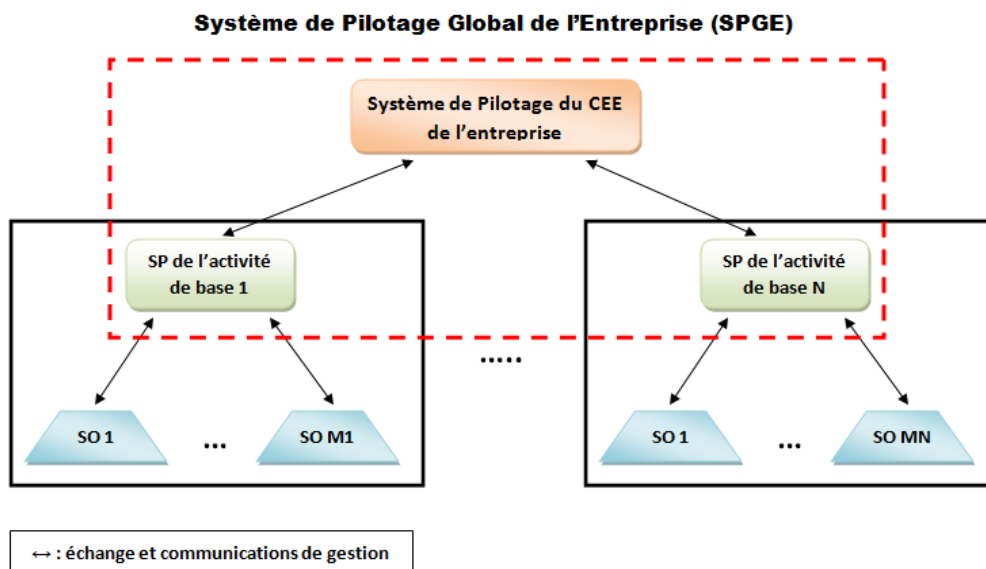 Système de Pilotage Global de l'Entreprise (SPGE)
Système de Pilotage du CEE
de l'entreprise
SP de l'activité
de base 1
SP de l'activité
de base N
.....
SO 1
...
SO M1
SO 1
...
SO MN
↔ : échange et communications de gestion